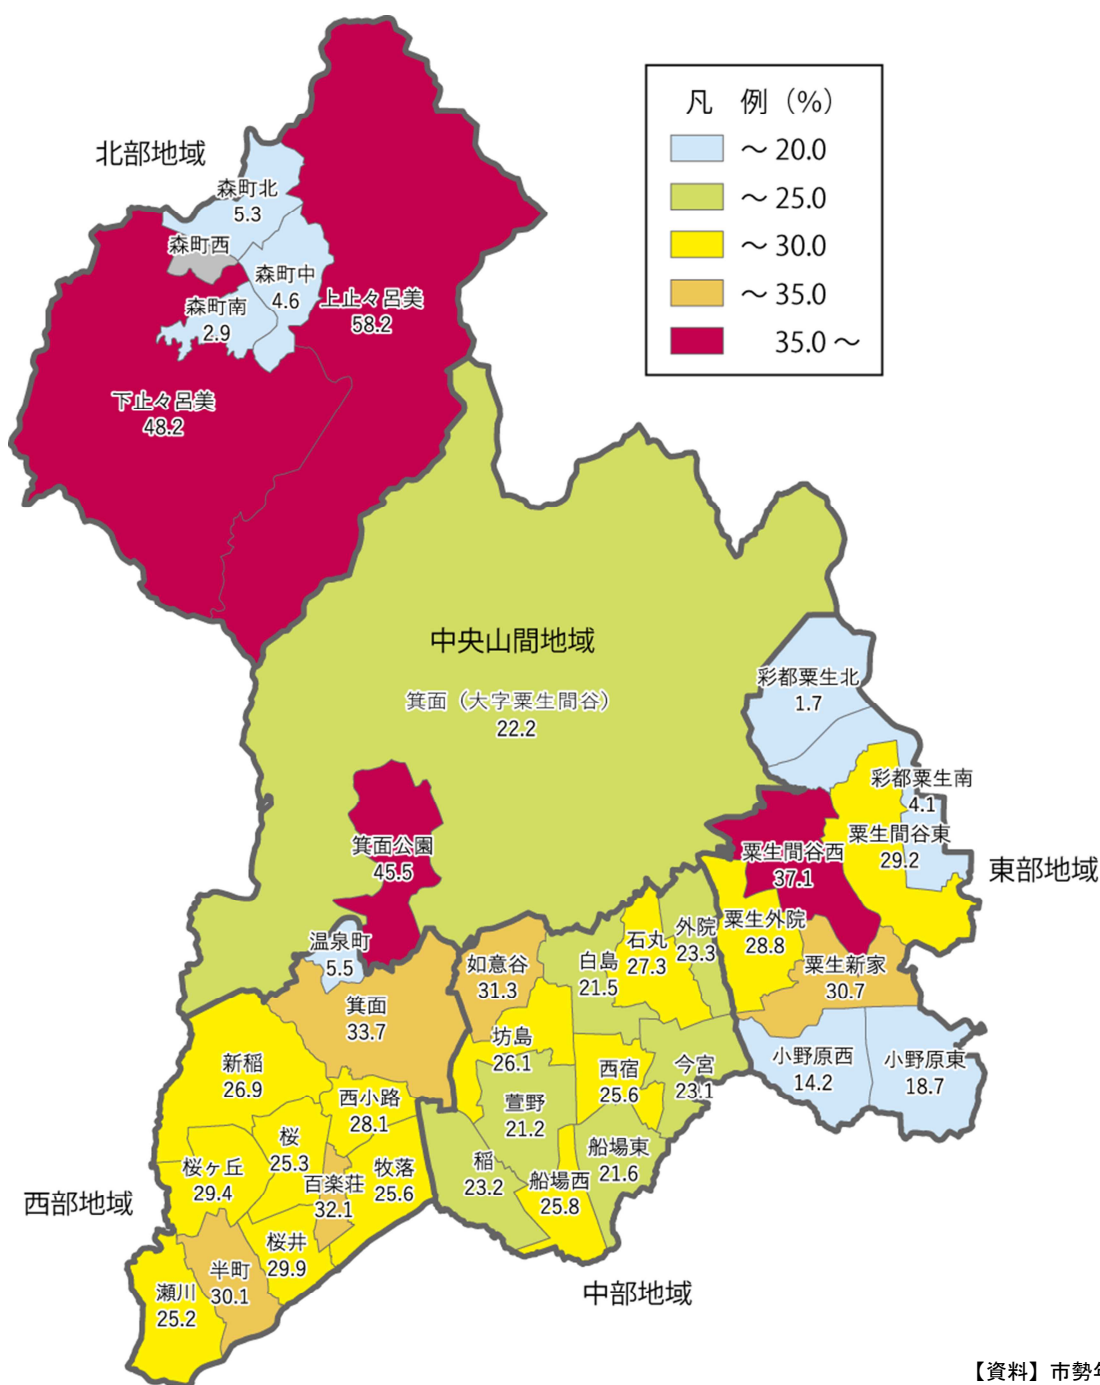 凡 例（%）
～ 20.0
～ 25.0
～ 30.0
～ 35.0
35.0 ～
北部地域
森町北
5.3
森町西
森町中
4.6
森町南
2.9
上止々呂美
58.2
下止々呂美
48.2
中央山間地域
箕面（大字粟生間谷）
22.2
彩都粟生北
1.7
彩都粟生南
4.1
粟生間谷東
29.2
箕面公園
45.5
粟生間谷西
37.1
東部地域
粟生外院
28.8
外院
23.3
石丸
27.3
温泉町
5.5
白島
21.5
如意谷
31.3
粟生新家
30.7
箕面
33.7
坊島
26.1
新稲
26.9
西宿
25.6
今宮
23.1
小野原西
14.2
小野原東
18.7
西小路
28.1
萱野
21.2
桜
25.3
船場東
21.6
桜ヶ丘
29.4
百楽荘
32.1
牧落
25.6
稲
23.2
船場西
25.8
西部地域
桜井
29.9
半町
30.1
瀬川
25.2
中部地域
【資料】市勢